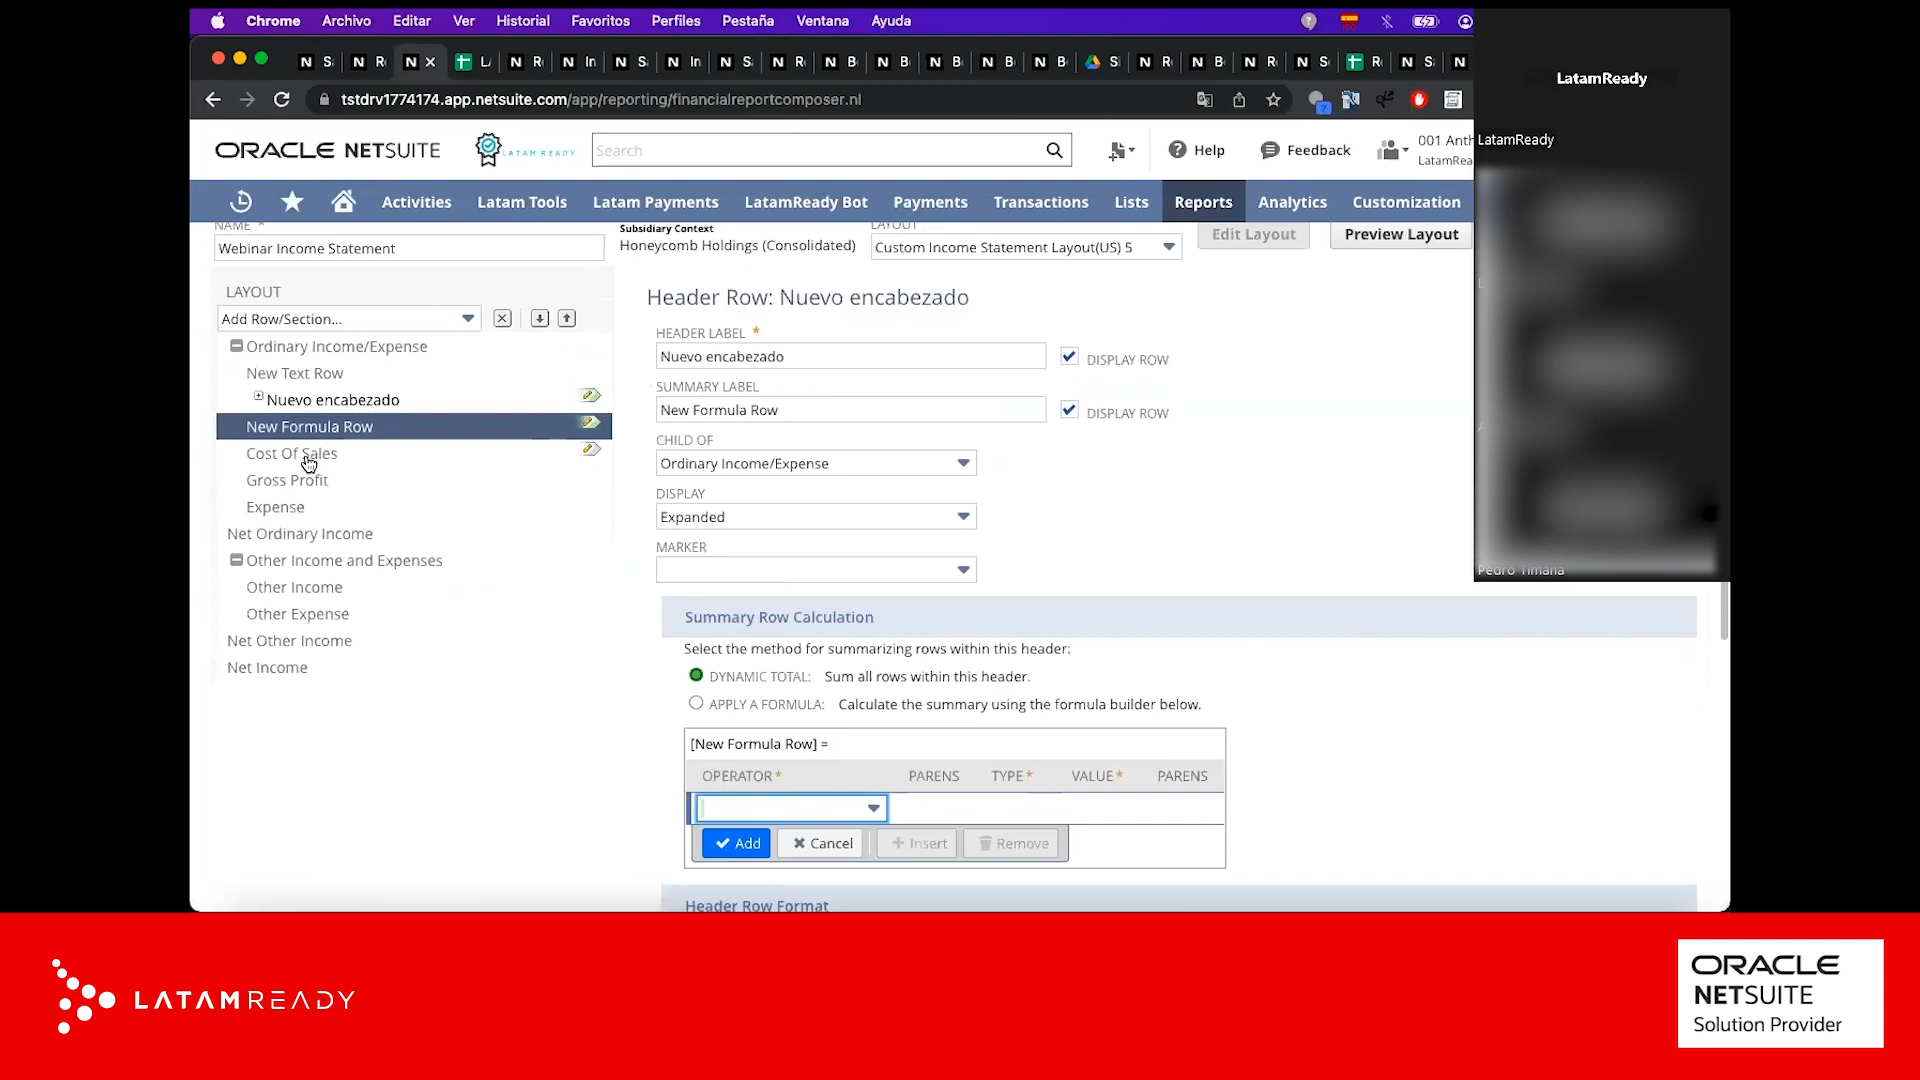 Chrome Archivo Editar Ver Historial Favoritos Perfiles Pestaña Ventana Ayuda
LatamReady
tstdrv1774174.app.netsuite.com/app/reporting/financialreportcomposer.nl
ORACLE NETSUITE
LATAM READY
Search
Help
Feedback
001 Anth
LatamRea
LatamReady
Activities Latam Tools Latam Payments LatamReady Bot Payments Transactions Lists Reports Analytics Customization
NAME *
Webinar Income Statement
Subsidiary Context
Honeycomb Holdings (Consolidated)
LAYOUT
Custom Income Statement Layout(US) 5
Edit Layout
Preview Layout
LAYOUT
Add Row/Section...
Ordinary Income/Expense
New Text Row
Nuevo encabezado
New Formula Row
Cost Of Sales
Gross Profit
Expense
Net Ordinary Income
Other Income and Expenses
Other Income
Other Expense
Net Other Income
Net Income
Header Row: Nuevo encabezado
HEADER LABEL *
Nuevo encabezado
DISPLAY ROW
SUMMARY LABEL
New Formula Row
DISPLAY ROW
CHILD OF
Ordinary Income/Expense
DISPLAY
Expanded
MARKER
Pedro Timana
Summary Row Calculation
Select the method for summarizing rows within this header:
DYNAMIC TOTAL: Sum all rows within this header.
APPLY A FORMULA: Calculate the summary using the formula builder below.
[New Formula Row] =
OPERATOR * PARENS TYPE * VALUE * PARENS
Add Cancel Insert Remove
Header Row Format
LATAMREADY
ORACLE
NETSUITE
Solution Provider